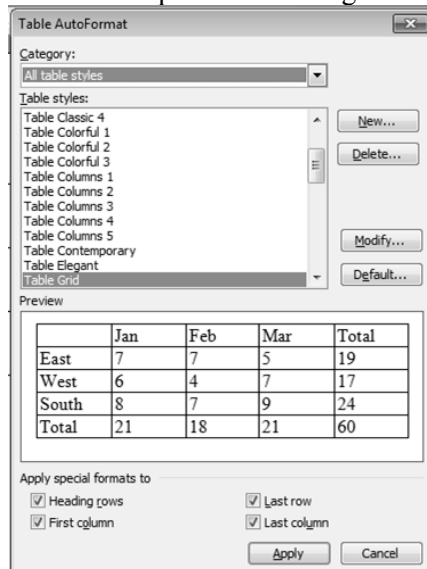 Table AutoFormat
Category:
All table styles
Table styles:
Table Classic 4
Table Colorful 1
Table Colorful 2
Table Colorful 3
Table Columns 1
Table Columns 2
Table Columns 3
Table Columns 4
Table Columns 5
Table Contemporary
Table Elegant
Table Grid
New...
Delete...
Modify...
Default...
Preview
Jan Feb Mar Total
East 7 7 5 19
West 6 4 7 17
South 8 7 9 24
Total 21 18 21 60
Apply special formats to
Heading rows Last row
First column Last column
Apply Cancel